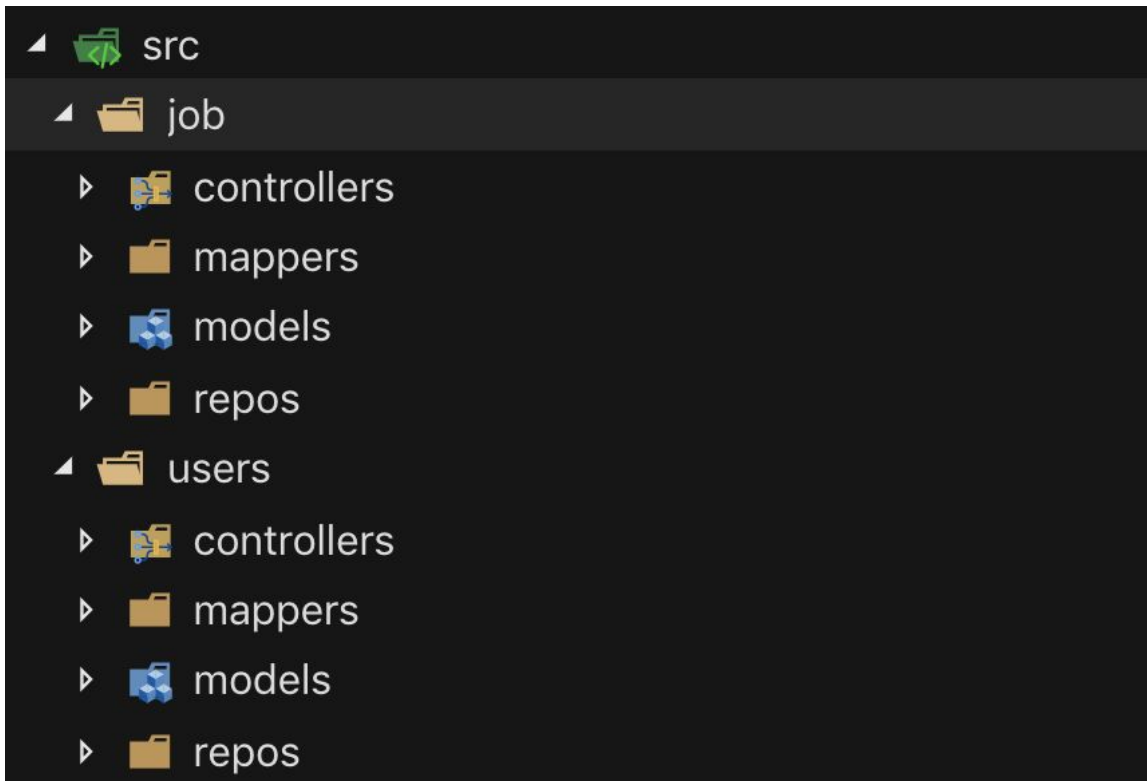 src
job
controllers
mappers
models
repos
users
controllers
mappers
models
repos